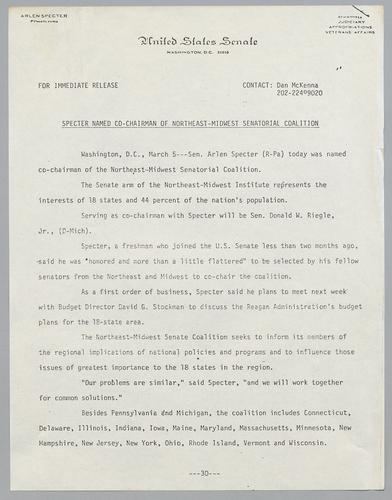 ARLEN SPECTER
PENNSYLVANIA
COMMITTEES:
JUDICIARY
APPROPRIATIONS
VETERANS AFFAIRS
United States Senate
WASHINGTON, D.C. 20510
FOR IMMEDIATE RELEASE
CONTACT: Dan McKenna
202-224-9020
SPECTER NAMED CO-CHAIRMAN OF NORTHEAST-MIDWEST SENATORIAL COALITION
Washington, D.C., March 5---Sen. Arlen Specter (R-Pa) today was named
co-chairman of the Northeast-Midwest Senatorial Coalition.
The Senate arm of the Northeast-Midwest Institute represents the
interests of 18 states and 44 percent of the nation's population.
Serving as co-chairman with Specter will be Sen. Donald W. Riegle,
Jr., (D-Mich).
Specter, a freshman who joined the U.S. Senate less than two months ago,
said he was "honored and more than a little flattered" to be selected by his fellow
senators from the Northeast and Midwest to co-chair the coalition.
As a first order of business, Specter said he plans to meet next week
with Budget Director David G. Stockman to discuss the Reagan Administration's budget
plans for the 18-state area.
The Northeast-Midwest Senate Coalition seeks to inform its members of
the regional implications of national policies and programs and to influence those
issues of greatest importance to the 18 states in the region.
"Our problems are similar," said Specter, "and we will work together
for common solutions."
Besides Pennsylvania and Michigan, the coalition includes Connecticut,
Delaware, Illinois, Indiana, Iowa, Maine, Maryland, Massachusetts, Minnesota, New
Hampshire, New Jersey, New York, Ohio, Rhode Island, Vermont and Wisconsin.
---30---